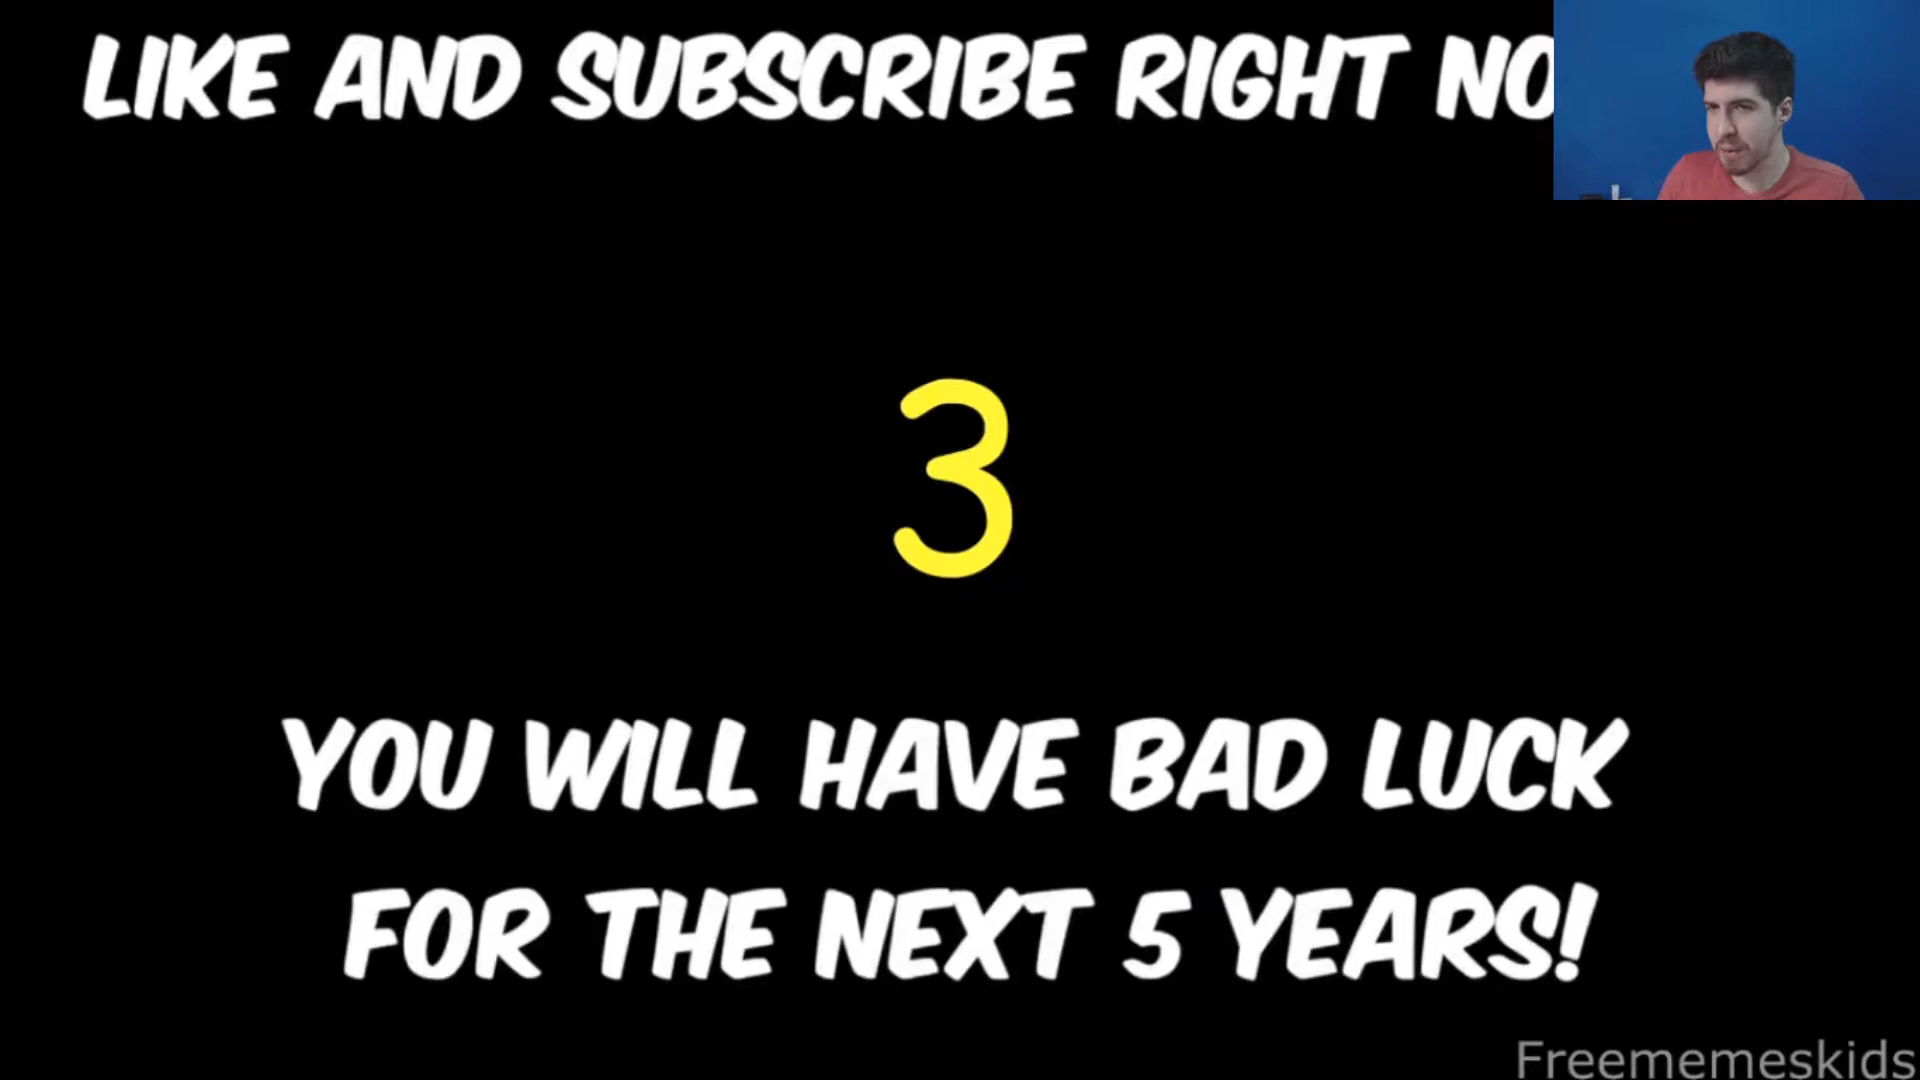 LIKE AND SUBSCRIBE RIGHT NO
3
YOU WILL HAVE BAD LUCK
FOR THE NEXT 5 YEARS!
Freememeskids